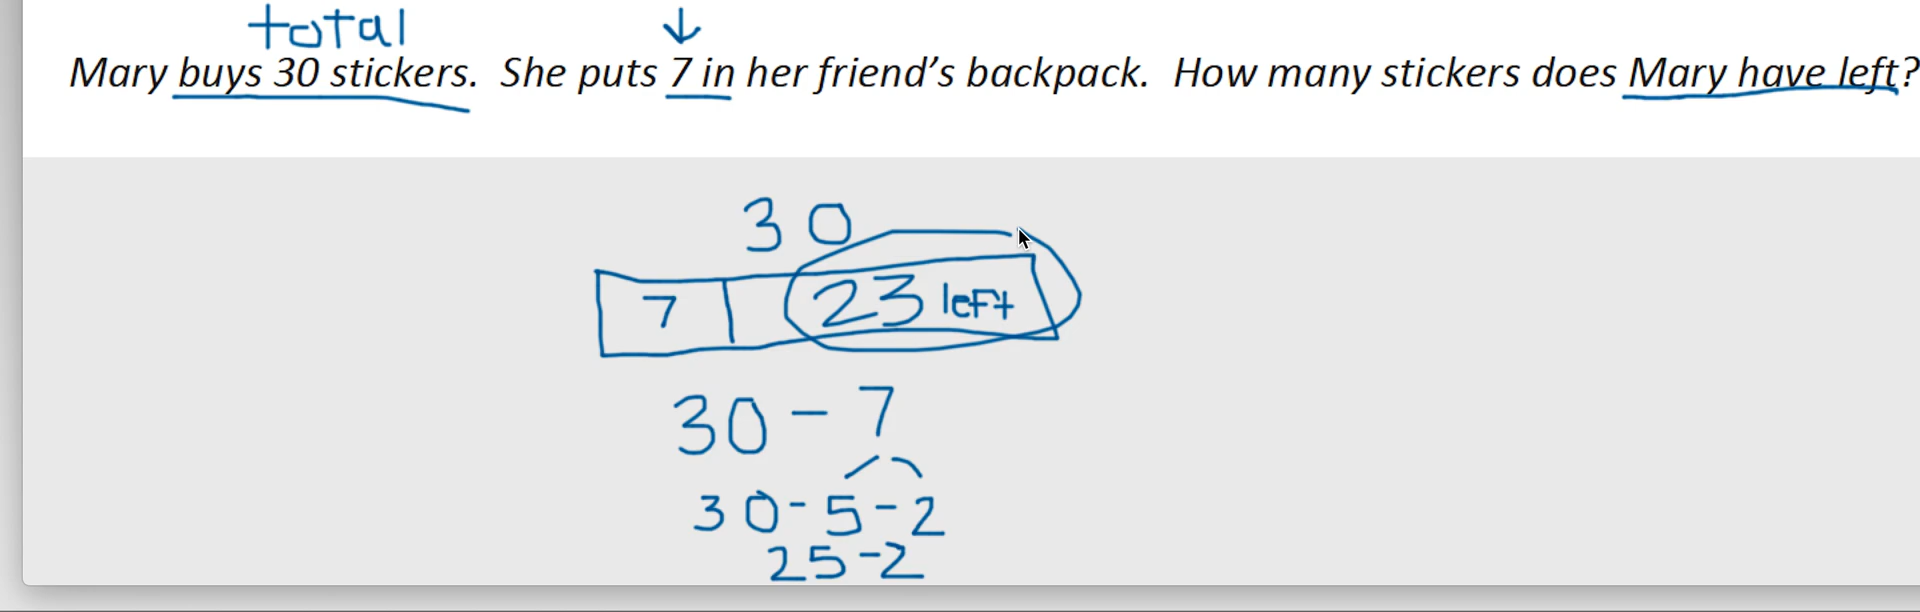 total
Mary buys 30 stickers. She puts 7 in her friend's backpack. How many stickers does Mary have left?
30
7 23 left
30 - 7
30 - 5 - 2
25 - 2